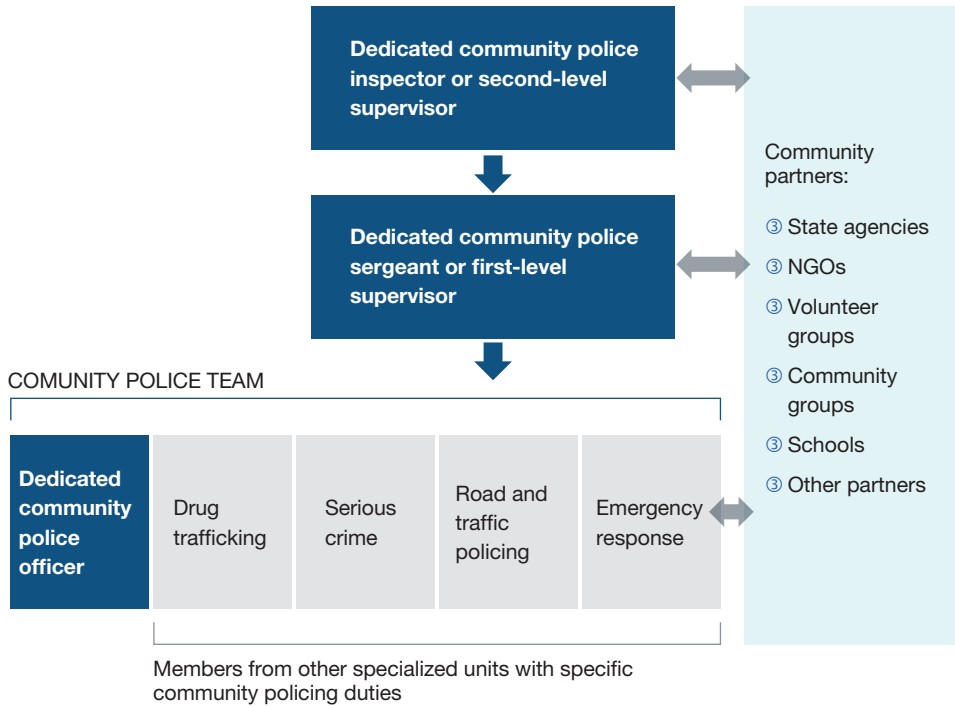 Dedicated community police
inspector or second-level
supervisor
Dedicated community police
sergeant or first-level
supervisor
Community
partners:
③ State agencies
③ NGOs
③ Volunteer
groups
③ Community
groups
③ Schools
③ Other partners
COMUNITY POLICE TEAM
Dedicated
community
police
officer
Drug
trafficking
Serious
crime
Road and
traffic
policing
Emergency
response
Members from other specialized units with specific
community policing duties